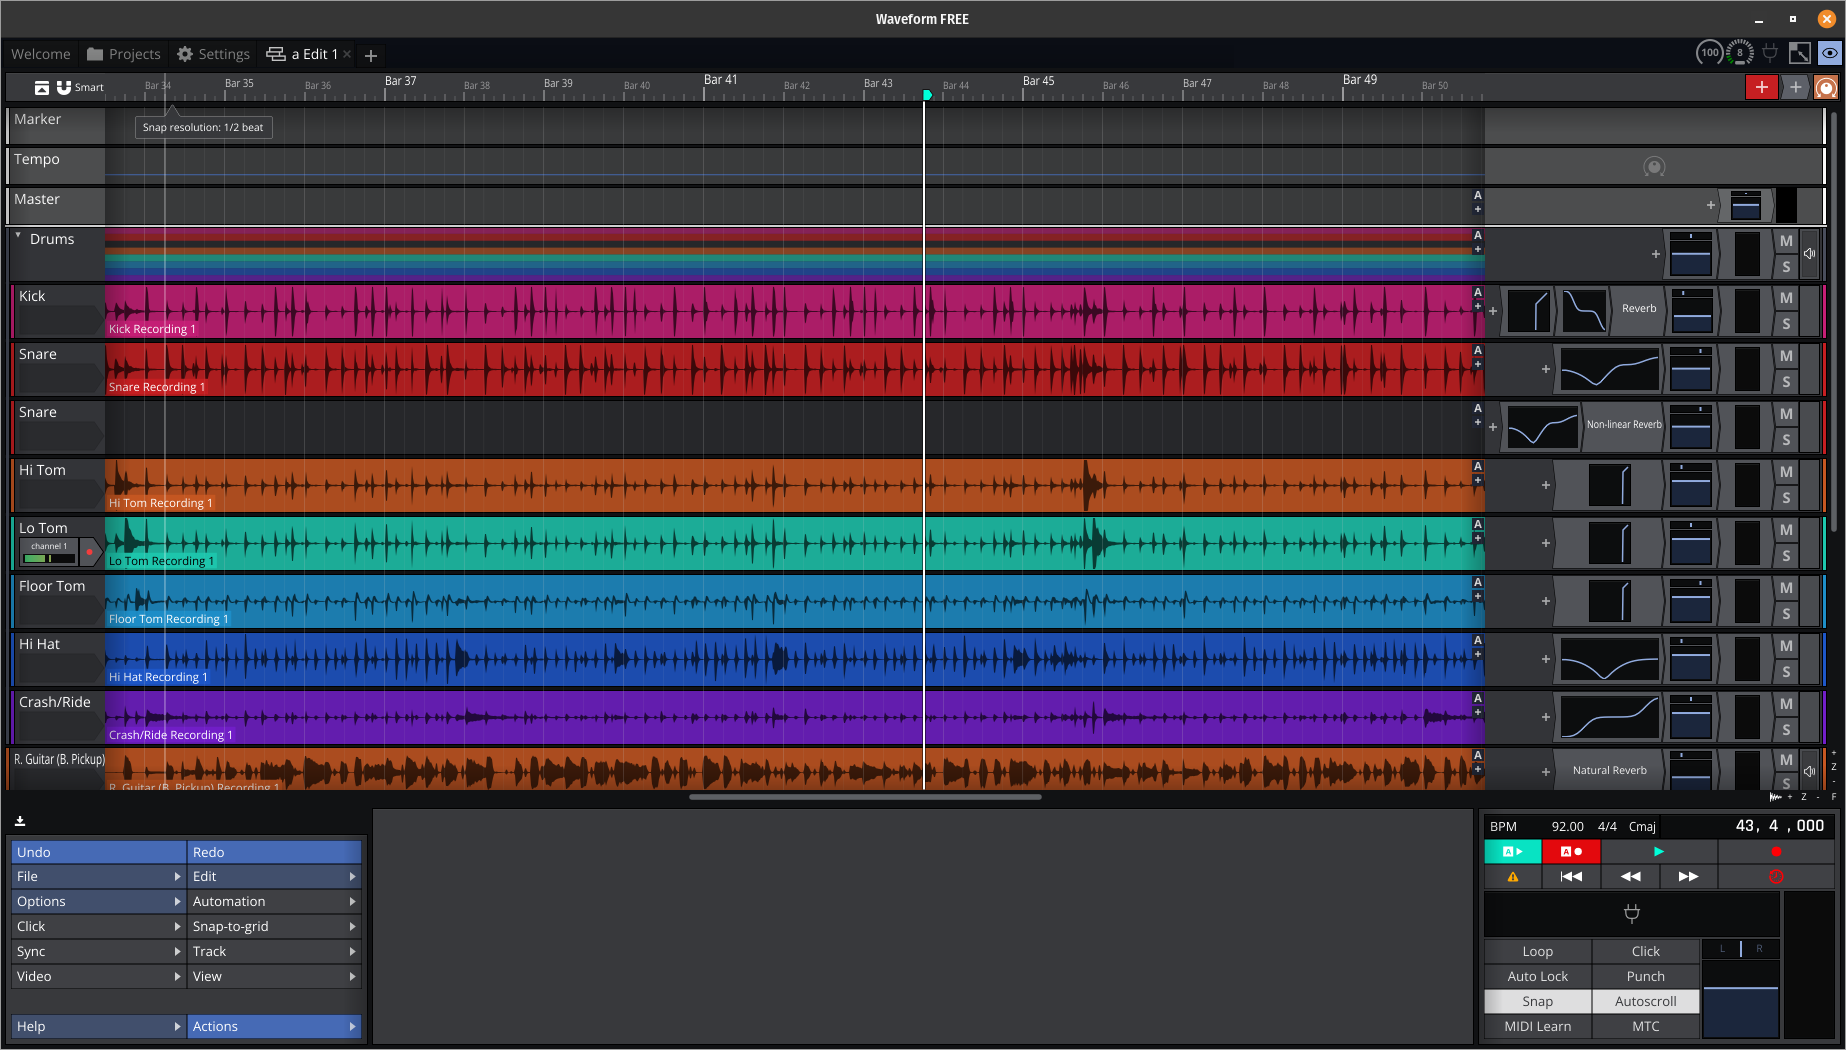 Waveform FREE
Welcome Projects Settings a Edit 1 × +
100 8
Smart Bar 34 Bar 35 Bar 36 Bar 37 Bar 38 Bar 39 Bar 40 Bar 41 Bar 42 Bar 43 Bar 44 Bar 45 Bar 46 Bar 47 Bar 48 Bar 49 Bar 50
Marker
Snap resolution: 1/2 beat
Tempo
Master A +
Drums A + M S
Kick A + M S
Kick Recording 1 Reverb
Snare A + M S
Snare Recording 1
Snare A + M S
Non-linear Reverb
Hi Tom A + M S
Hi Tom Recording 1
Lo Tom A + M S
channel 1
Lo Tom Recording 1
Floor Tom A + M S
Floor Tom Recording 1
Hi Hat A + M S
Hi Hat Recording 1
Crash/Ride A + M S
Crash/Ride Recording 1
R. Guitar (B. Pickup) A + M S
Natural Reverb
R. Guitar (B. Pickup) Recording 1
+ Z - F
BPM 92.00 4/4 Cmaj 43, 4 , 000
Undo Redo
File Edit
Options Automation
Click Snap-to-grid
Sync Track
Video View
Help Actions
A A
L R
Loop Click
Auto Lock Punch
Snap Autoscroll
MIDI Learn MTC